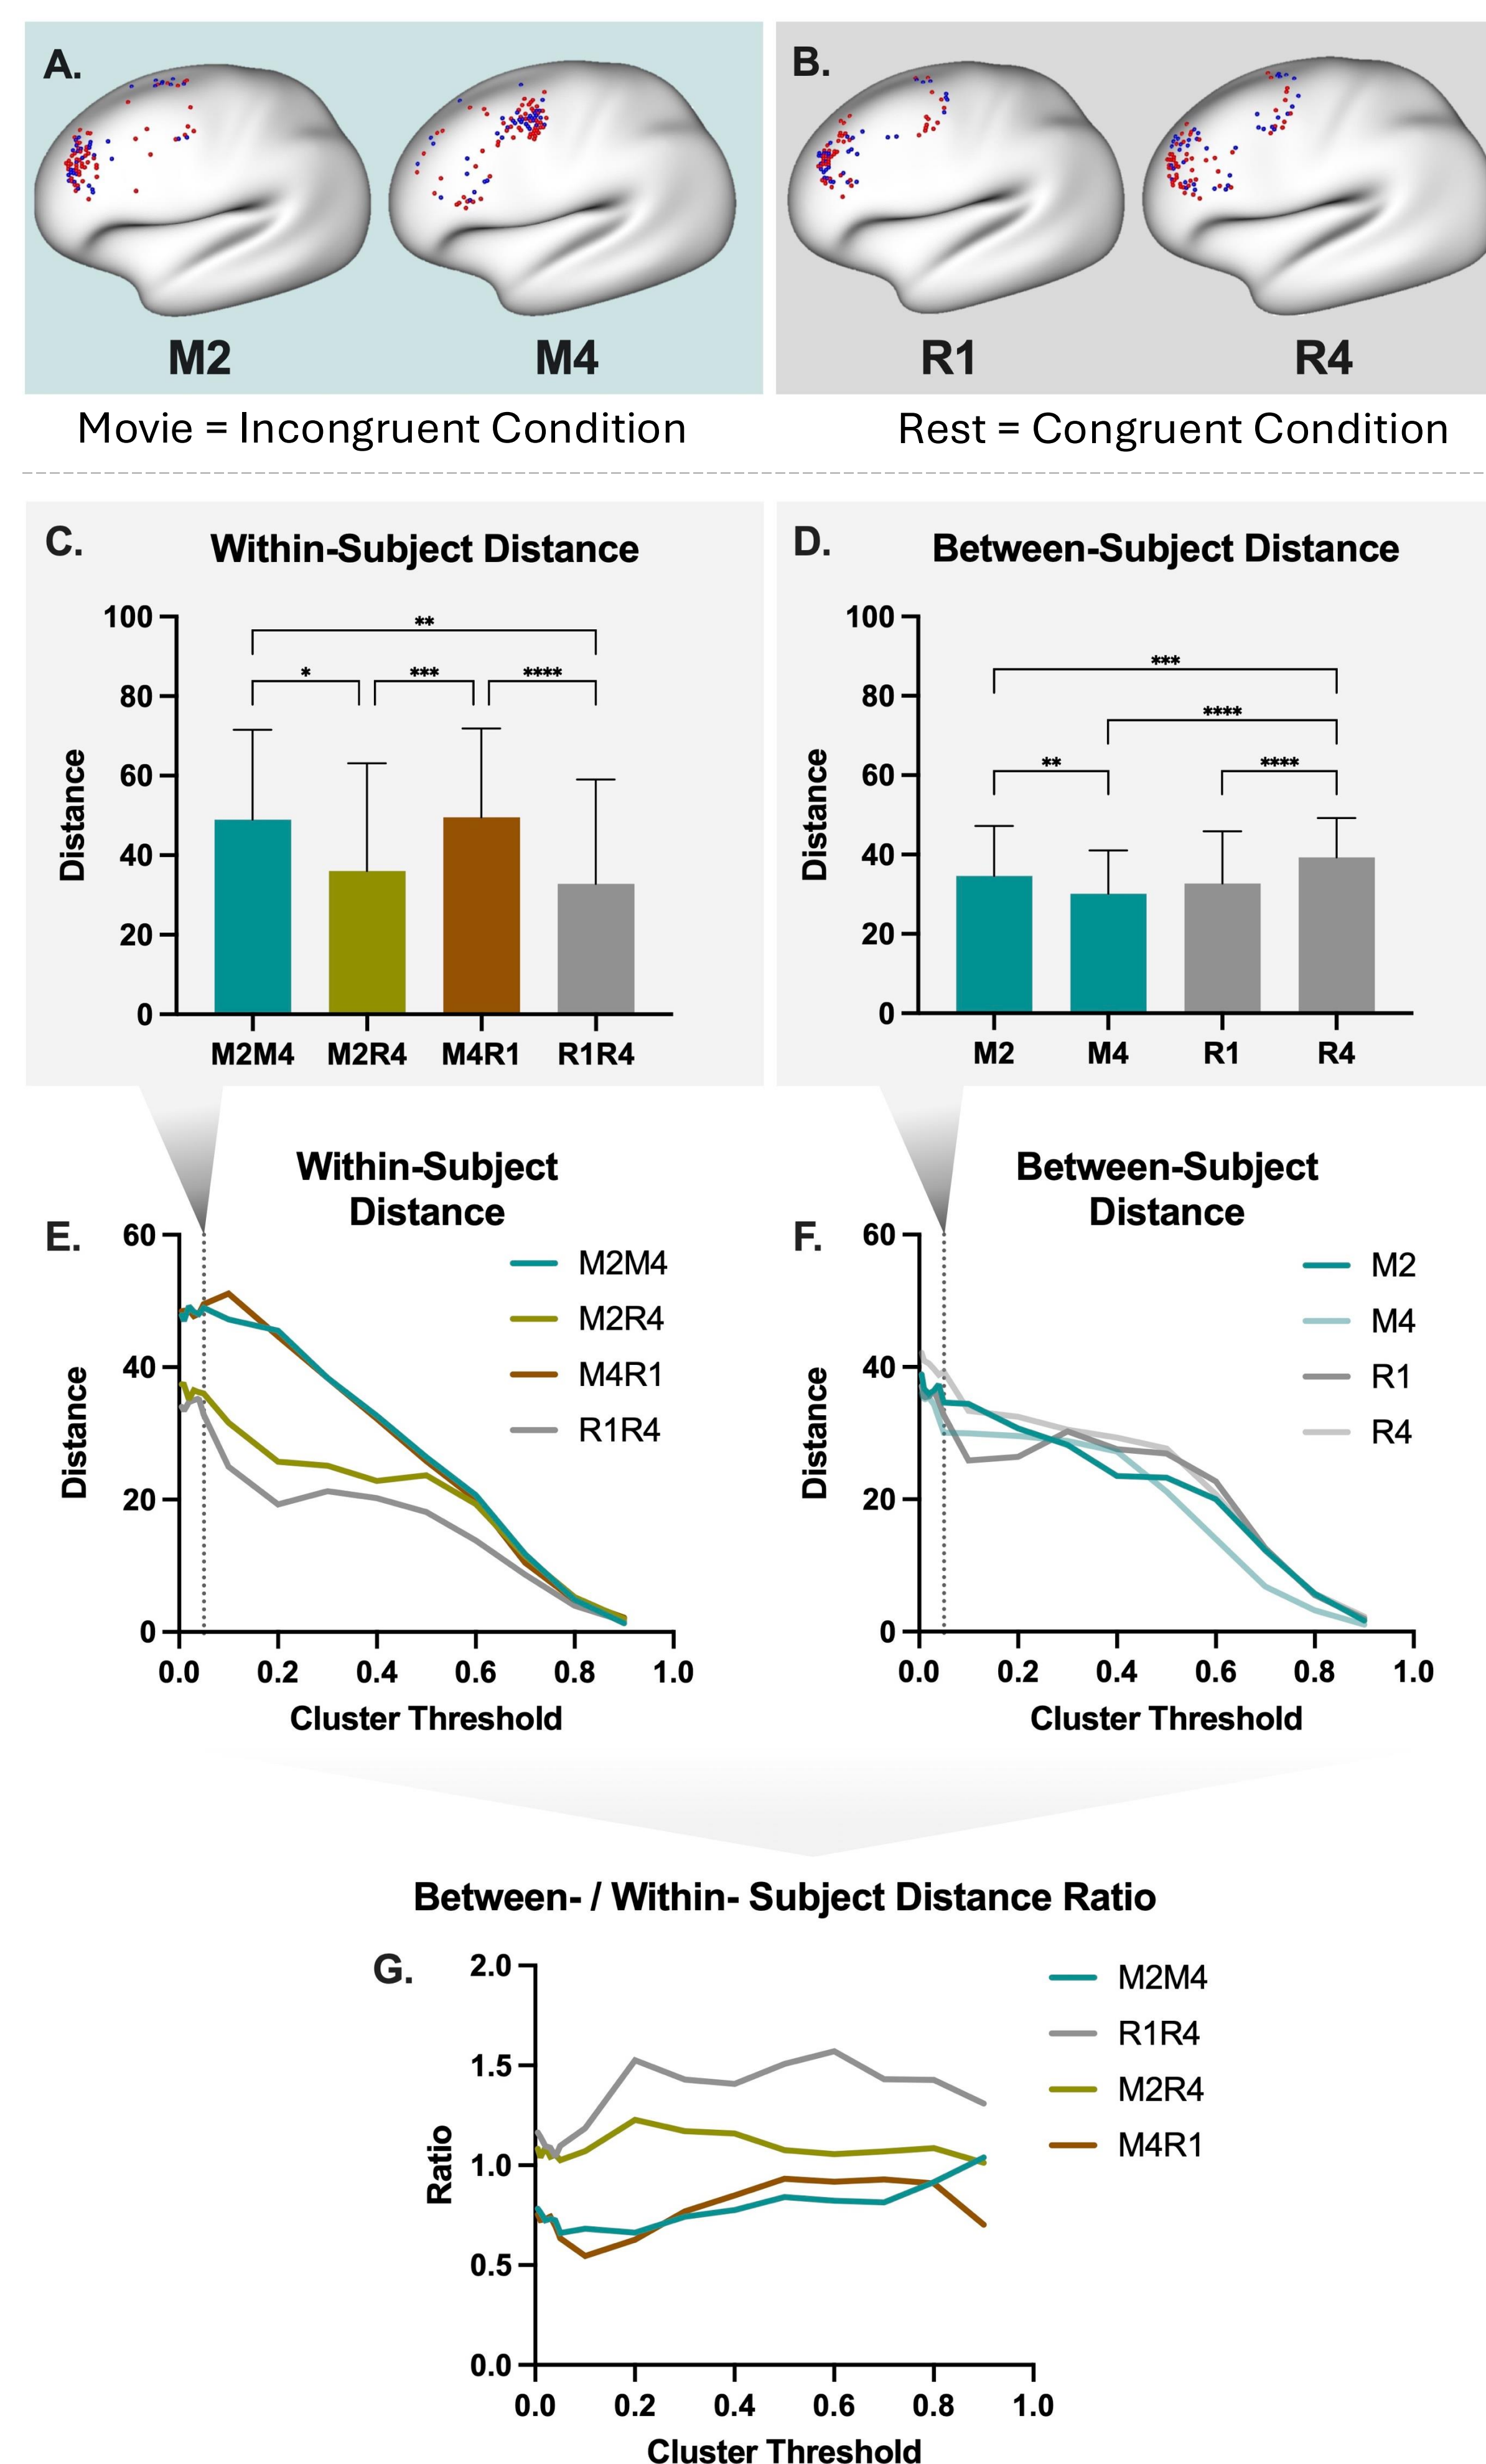 A.
B.
M2
M4
R1
R4
Movie = Incongruent Condition
Rest = Congruent Condition
C.
Within-Subject Distance
100
80
60
40
20
0
Distance
**
*
***
****
M2M4
M2R4
M4R1
R1R4
D.
Between-Subject Distance
100
80
60
40
20
0
Distance
***
****
**
****
M2
M4
R1
R4
E.
Within-Subject
Distance
60
40
20
0
Distance
M2M4
M2R4
M4R1
R1R4
0.0
0.2
0.4
0.6
0.8
1.0
Cluster Threshold
F.
Between-Subject
Distance
60
40
20
0
Distance
M2
M4
R1
R4
0.0
0.2
0.4
0.6
0.8
1.0
Cluster Threshold
Between- / Within- Subject Distance Ratio
G.
2.0
1.5
1.0
0.5
0.0
Ratio
M2M4
R1R4
M2R4
M4R1
0.0
0.2
0.4
0.6
0.8
1.0
Cluster Threshold